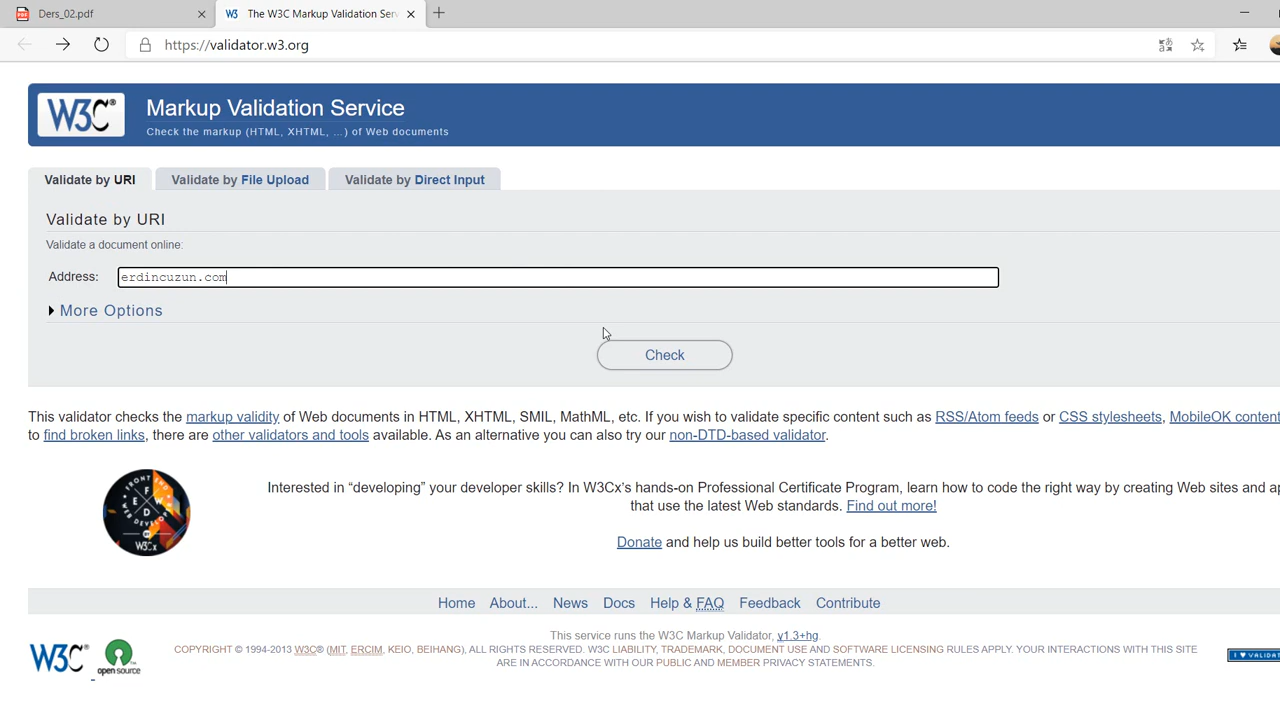 Ders_02.pdf
The W3C Markup Validation Serv
https://validator.w3.org
W3C® Markup Validation Service
Check the markup (HTML, XHTML, …) of Web documents
Validate by URI
Validate by File Upload
Validate by Direct Input
Validate by URI
Validate a document online:
Address: erdincuzun.com
More Options
Check
This validator checks the markup validity of Web documents in HTML, XHTML, SMIL, MathML, etc. If you wish to validate specific content such as RSS/Atom feeds or CSS stylesheets, MobileOK content
to find broken links, there are other validators and tools available. As an alternative you can also try our non-DTD-based validator.
FRONT END
WEB DEVELOPER
F E W D
BY
W3Cx
Interested in “developing” your developer skills? In W3Cx’s hands-on Professional Certificate Program, learn how to code the right way by creating Web sites and ap
that use the latest Web standards. Find out more!
Donate and help us build better tools for a better web.
Home About... News Docs Help & FAQ Feedback Contribute
This service runs the W3C Markup Validator, v1.3+hg.
W3C® open source
COPYRIGHT © 1994-2013 W3C® (MIT, ERCIM, KEIO, BEIHANG), ALL RIGHTS RESERVED. W3C LIABILITY, TRADEMARK, DOCUMENT USE AND SOFTWARE LICENSING RULES APPLY. YOUR INTERACTIONS WITH THIS SITE
ARE IN ACCORDANCE WITH OUR PUBLIC AND MEMBER PRIVACY STATEMENTS.
I ♥ VALIDAT